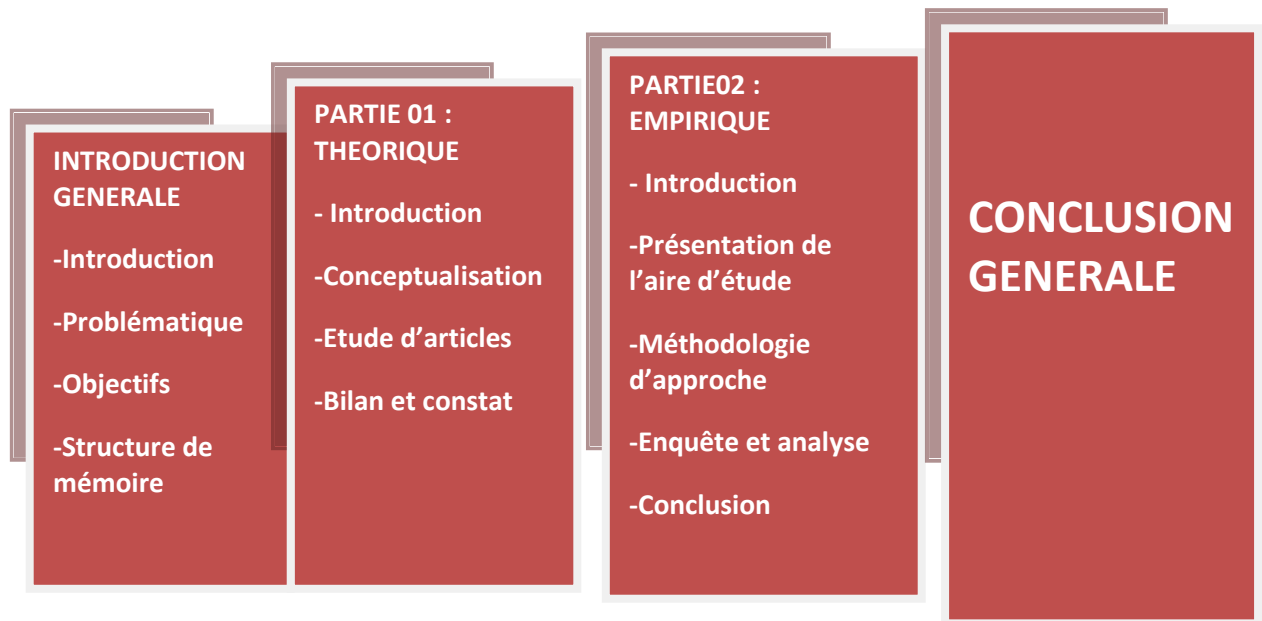 INTRODUCTION
GENERALE
-Introduction
-Problématique
-Objectifs
-Structure de
mémoire
PARTIE 01 :
THEORIQUE
- Introduction
-Conceptualisation
-Etude d’articles
-Bilan et constat
PARTIE02 :
EMPIRIQUE
- Introduction
-Présentation de
l’aire d’étude
-Méthodologie
d’approche
-Enquête et analyse
-Conclusion
CONCLUSION
GENERALE